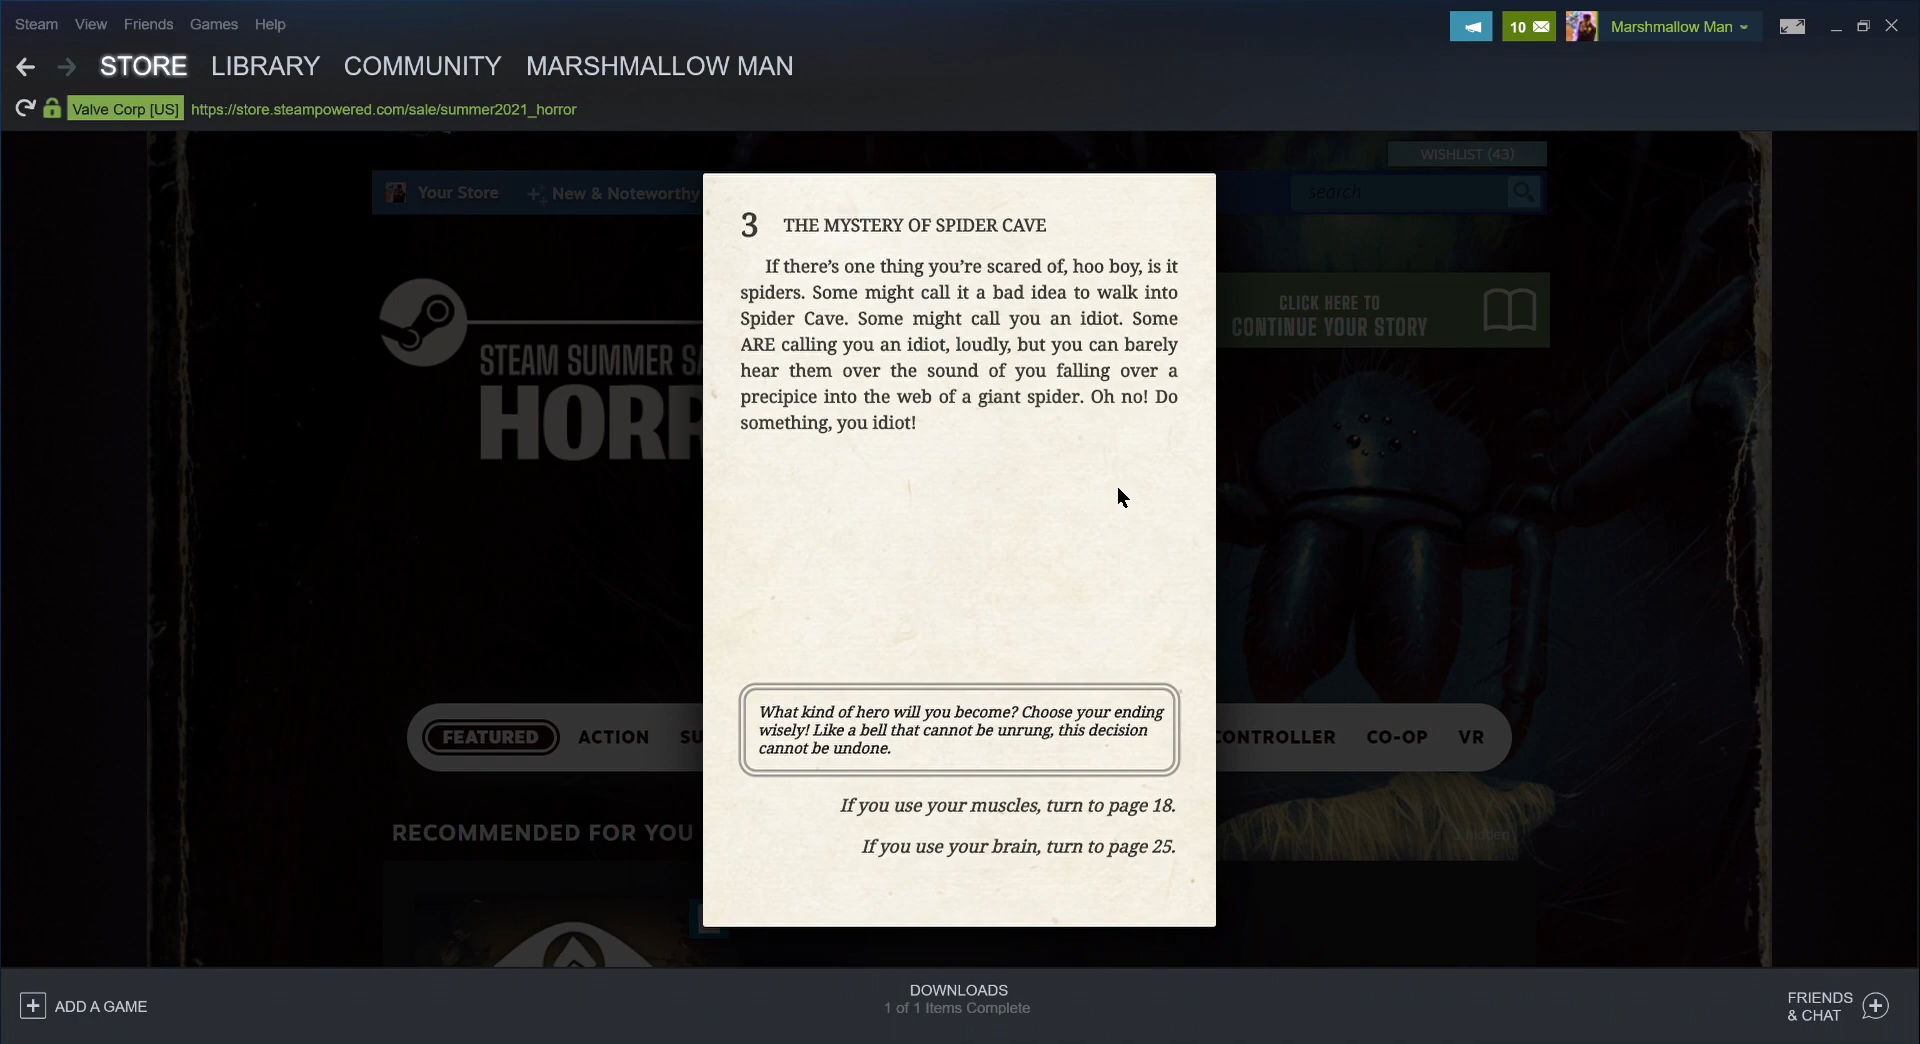 Steam View Friends Games Help
10
Marshmallow Man
STORE LIBRARY COMMUNITY MARSHMALLOW MAN
Valve Corp [US] https://store.steampowered.com/sale/summer2021_horror
WISHLIST (43)
Your Store New & Noteworthy
search
3 THE MYSTERY OF SPIDER CAVE
If there’s one thing you’re scared of, hoo boy, is it
spiders. Some might call it a bad idea to walk into
Spider Cave. Some might call you an idiot. Some
ARE calling you an idiot, loudly, but you can barely
hear them over the sound of you falling over a
precipice into the web of a giant spider. Oh no! Do
something, you idiot!
CLICK HERE TO
CONTINUE YOUR STORY
STEAM SUMMER SA
HORR
What kind of hero will you become? Choose your ending
wisely! Like a bell that cannot be unrung, this decision
cannot be undone.
FEATURED ACTION SU
CONTROLLER CO-OP VR
If you use your muscles, turn to page 18.
RECOMMENDED FOR YOU
hidden
If you use your brain, turn to page 25.
ADD A GAME
DOWNLOADS
1 of 1 Items Complete
FRIENDS
& CHAT